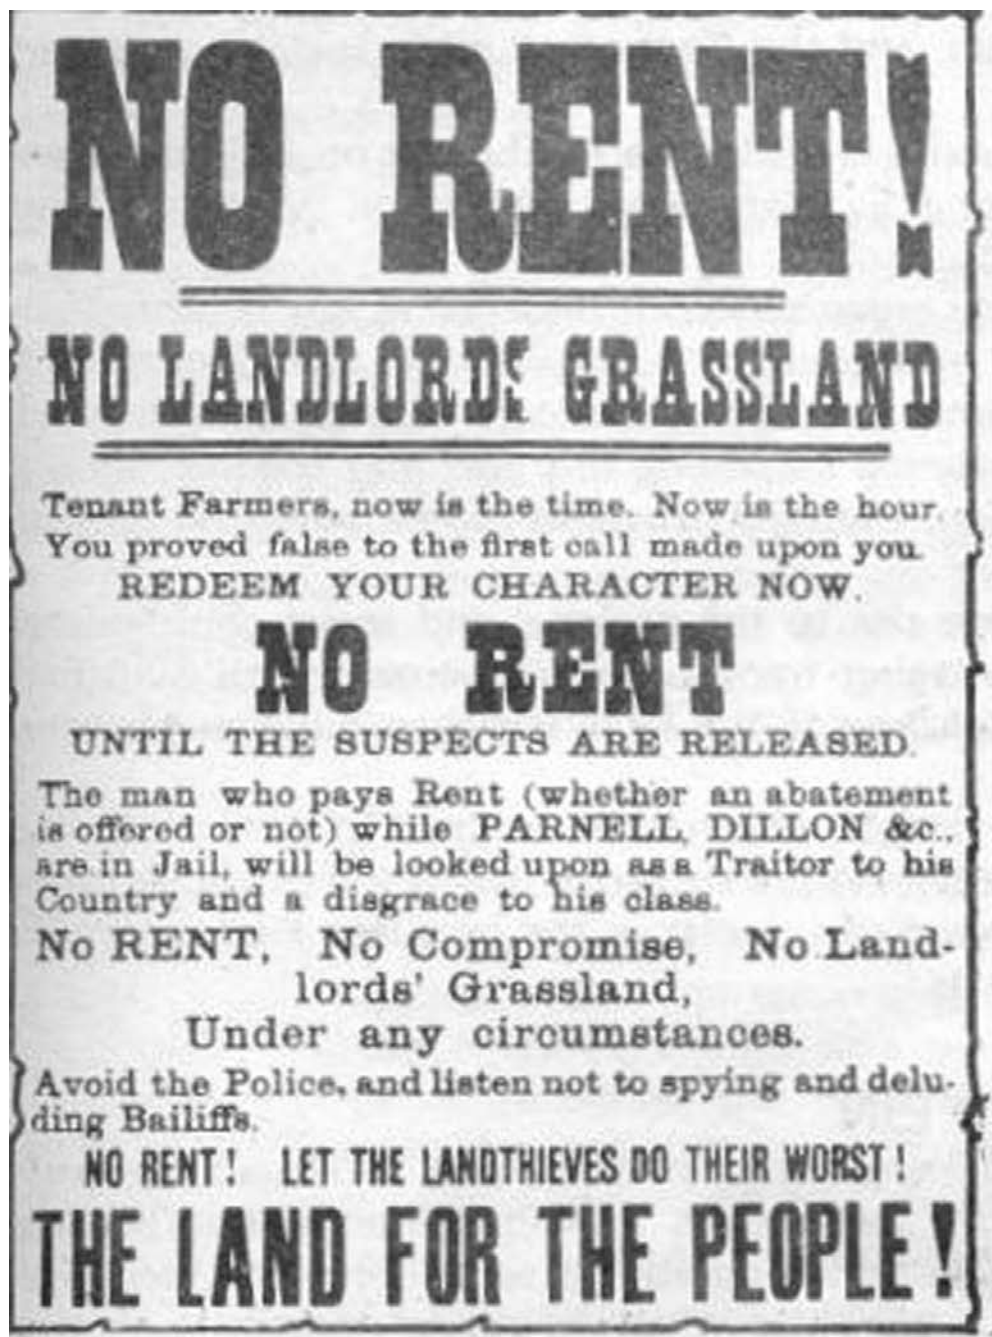 NO RENT!
NO LANDLORDS GRASSLAND
Tenant Farmers, now is the time. Now is the hour.
You proved false to the first call made upon you.
REDEEM YOUR CHARACTER NOW.
NO RENT
UNTIL THE SUSPECTS ARE RELEASED.
The man who pays Rent (whether an abatement
is offered or not) while PARNELL, DILLON &c.,
are in Jail, will be looked upon as a Traitor to his
Country and a disgrace to his class.
No RENT, No Compromise, No Land-
lords' Grassland,
Under any circumstances.
Avoid the Police, and listen not to spying and delu-
ding Bailiffs.
NO RENT! LET THE LANDTHIEVES DO THEIR WORST!
THE LAND FOR THE PEOPLE!